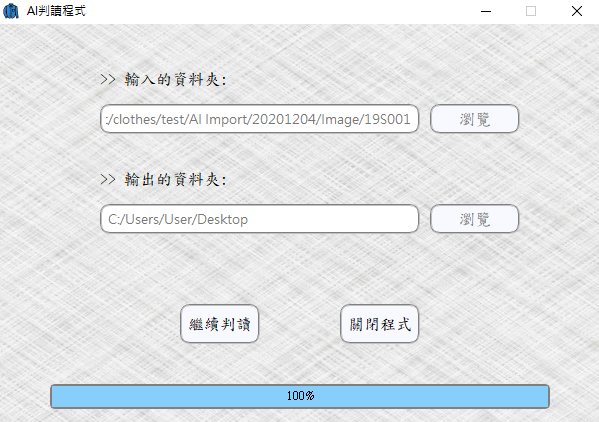 AI判讀程式
>> 輸入的資料夾:
:/clothes/test/AI Import/20201204/Image/19S001
瀏覽
>> 輸出的資料夾:
C:/Users/User/Desktop
瀏覽
繼續判讀
關閉程式
100%